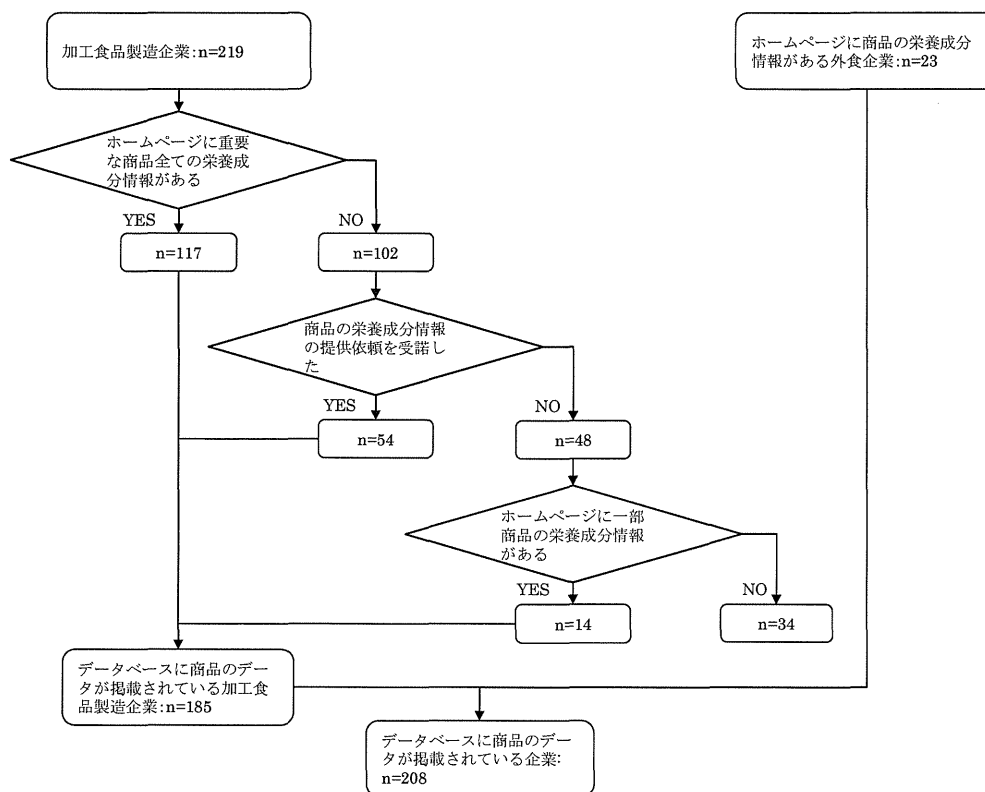 加工食品製造企業:n=219
ホームページに商品の栄養成分
情報がある外食企業:n=23
ホームページに重要
な商品全ての栄養成
分情報がある
YES
NO
n=117
n=102
商品の栄養成分情報
の提供依頼を受諾し
た
YES
NO
n=54
n=48
ホームページに一部
商品の栄養成分情報
がある
YES
NO
n=14
n=34
データベースに商品のデー
タが掲載されている加工食
品製造企業:n=185
データベースに商品のデー
タが掲載されている企業:
n=208